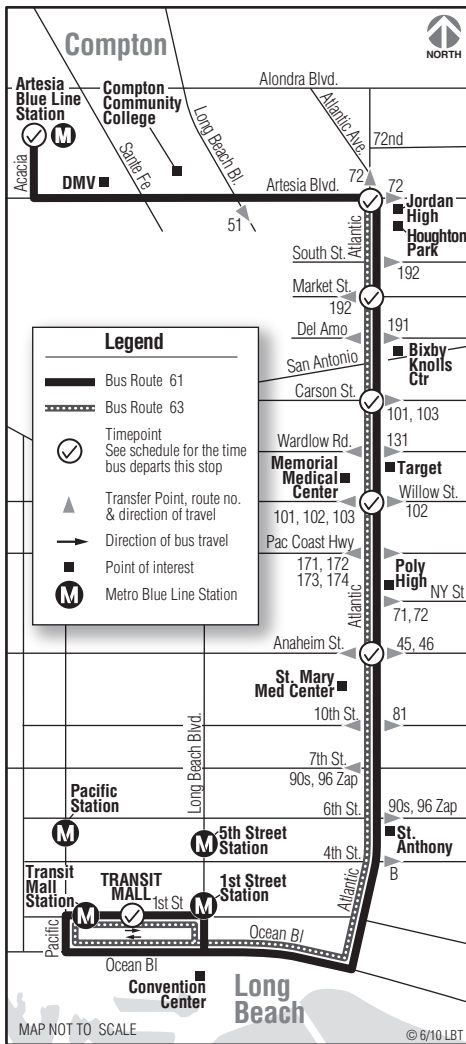 Compton
NORTH
Artesia
Blue Line
Station
Compton
Community
College
Alondra Blvd.
Atlantic Ave.
72nd
Long Beach Bl.
Acacia
M
Sante Fe
DMV
Artesia Blvd.
72
72
51
Jordan
High
Houghton
Park
Atlantic
South St.
192
Market St.
192
Del Amo
191
San Antonio
Bixby
Knolls
Ctr
Carson St.
101, 103
Wardlow Rd.
131
Memorial
Medical
Center
Target
Willow St.
102
101, 102, 103
Pac Coast Hwy
171, 172
173, 174
Poly
High
NY St
71, 72
Atlantic
Anaheim St.
45, 46
St. Mary
Med Center
10th St.
81
7th St.
90s, 96 Zap
6th St.
90s, 96 Zap
St.
Anthony
4th St.
B
Legend
Bus Route 61
Bus Route 63
Timepoint
See schedule for the time
bus departs this stop
Transfer Point, route no.
& direction of travel
Direction of bus travel
Point of interest
M
Metro Blue Line Station
Long Beach Blvd.
Pacific
Station
M
5th Street
Station
M
Transit
Mall
Station
M
TRANSIT
MALL
1st St
1st Street
Station
M
Atlantic
Pacific
Ocean Bl
Ocean Bl
Convention
Center
Long
Beach
MAP NOT TO SCALE
© 6/10 LBT